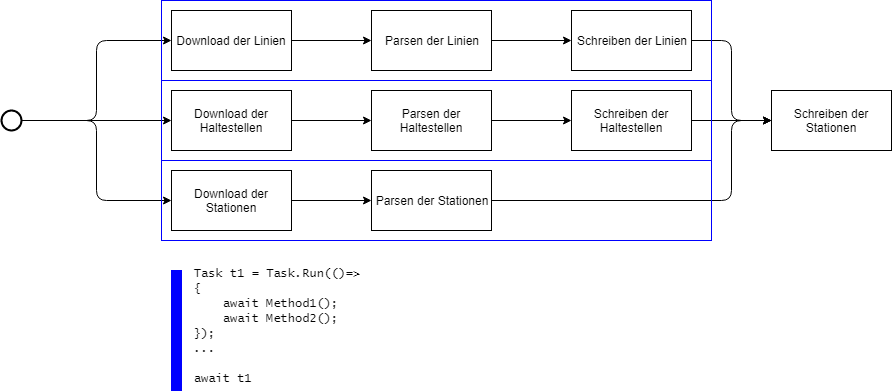 Download der Linien
Parsen der Linien
Schreiben der Linien
Download der
Haltestellen
Parsen der
Haltestellen
Schreiben der
Haltestellen
Schreiben der
Stationen
Download der
Stationen
Parsen der Stationen
Task t1 = Task.Run(()=>
{
    await Method1();
    await Method2();
});
...
await t1